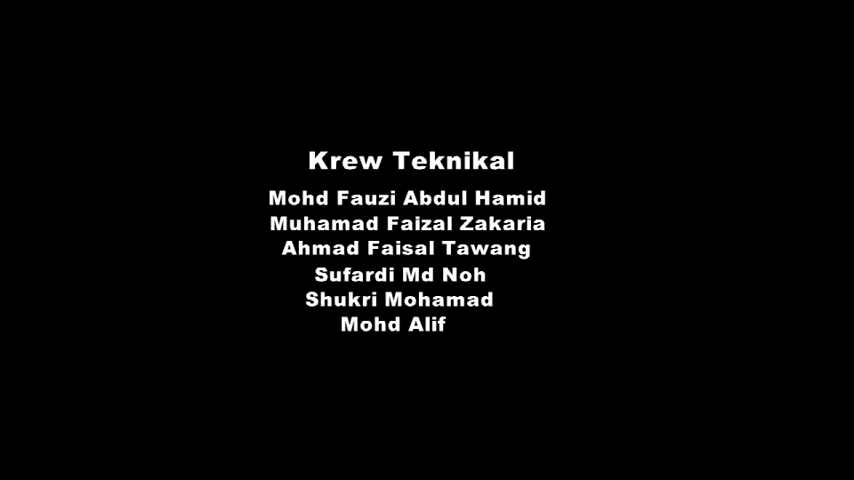 Krew Teknikal
Mohd Fauzi Abdul Hamid
Muhamad Faizal Zakaria
Ahmad Faisal Tawang
Sufardi Md Noh
Shukri Mohamad
Mohd Alif